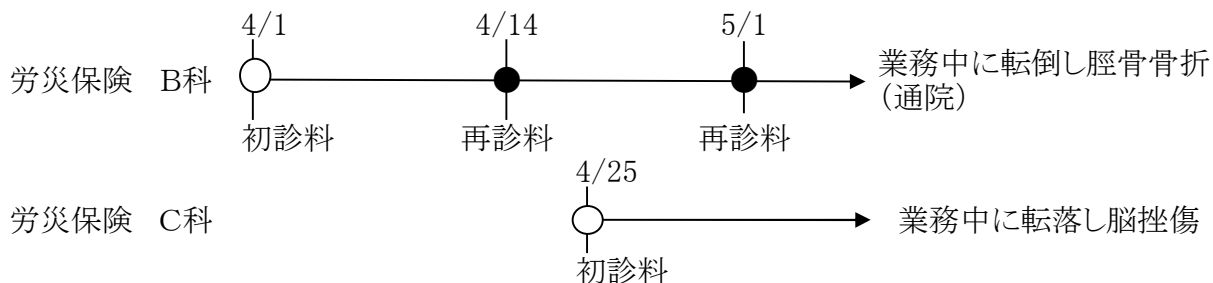 4/1 4/14 5/1
労災保険 B科 業務中に転倒し脛骨骨折
(通院)
初診料 再診料 再診料
4/25
労災保険 C科 業務中に転落し脳挫傷
初診料